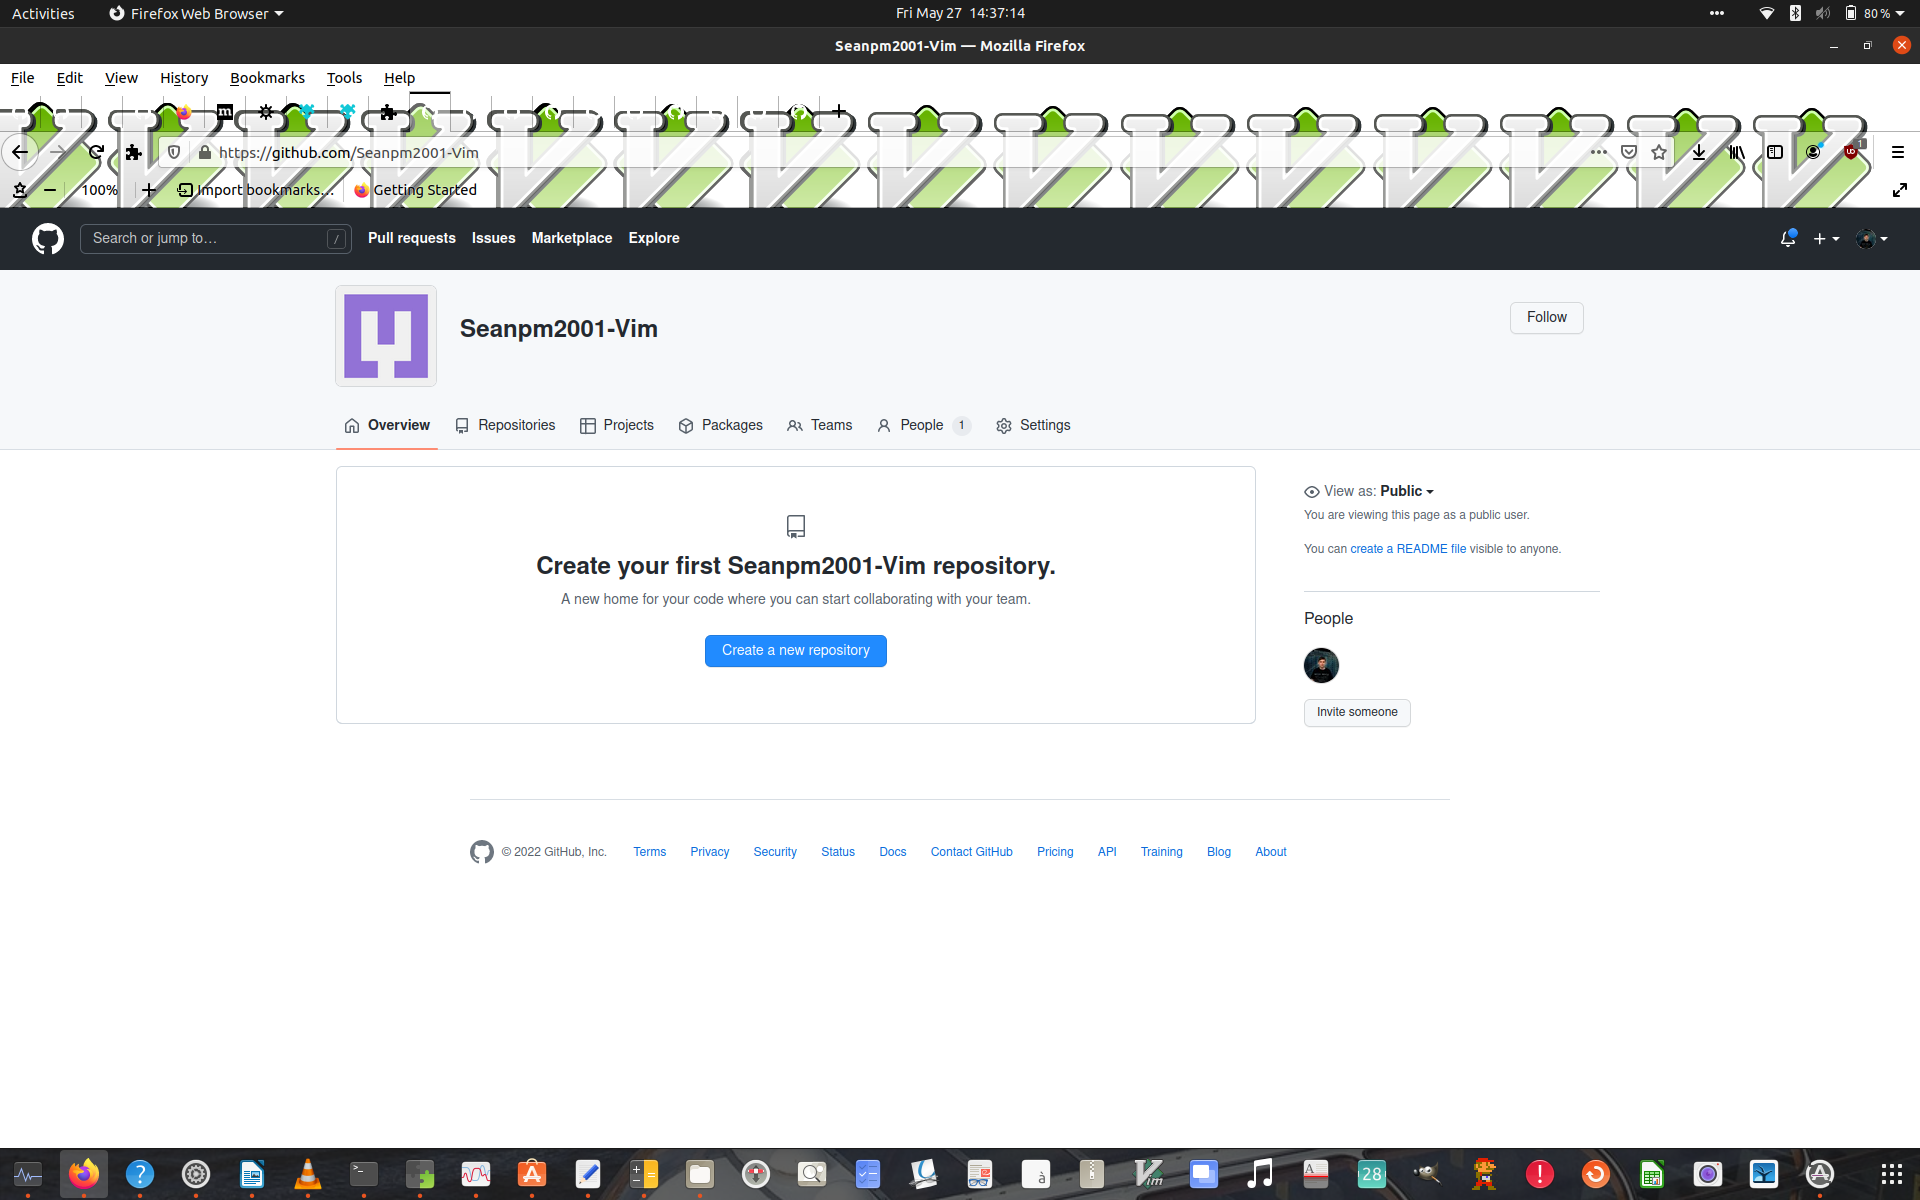 Activities Firefox Web Browser Fri May 27 14:37:14 80%
Seanpm2001-Vim — Mozilla Firefox
File Edit View History Bookmarks Tools Help
https://github.com/Seanpm2001-Vim
100% Import bookmarks... Getting Started
Search or jump to... / Pull requests Issues Marketplace Explore
Seanpm2001-Vim
Follow
Overview Repositories Projects Packages Teams People 1 Settings
View as: Public
You are viewing this page as a public user.
You can create a README file visible to anyone.
Create your first Seanpm2001-Vim repository.
A new home for your code where you can start collaborating with your team.
Create a new repository
People
Invite someone
© 2022 GitHub, Inc. Terms Privacy Security Status Docs Contact GitHub Pricing API Training Blog About
Vim 28